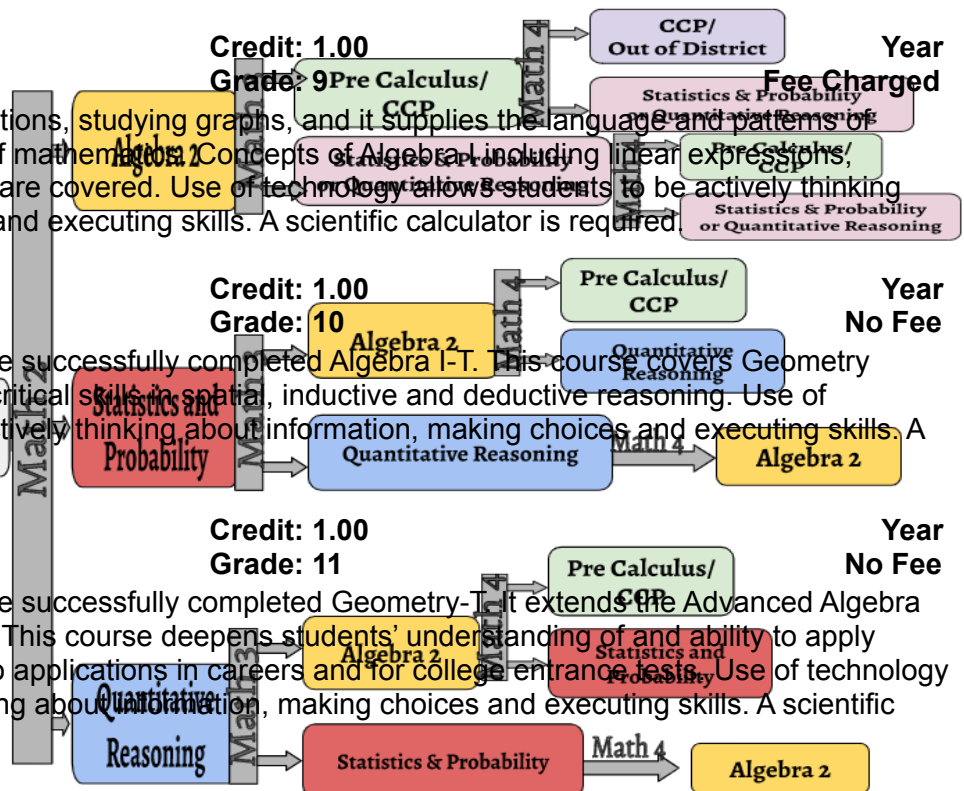 CCP/
Out of District
Credit: 1.00 Year
Grade: 9 Fee Charged
Pre Calculus/
CCP
Math 4
Math 3
Statistics & Probability
or Quantitative Reasoning
tions, studying graphs, and it supplies the language and patterns of
Algebra 2
f mathematics. Concepts of Algebra I including linear expressions,
Statistics & Probability
or Quantitative Reasoning
Pre Calculus/
CCP
Math 4
are covered. Use of technology allows students to be actively thinking
Statistics & Probability
or Quantitative Reasoning
and executing skills. A scientific calculator is required.
Math 2
Credit: 1.00 Year
Grade: 10 No Fee
Pre Calculus/
CCP
Math 4
Algebra 2
Math 3
Quantitative
Reasoning
e successfully completed Algebra I-T. This course covers Geometry
critical skills in spatial, inductive and deductive reasoning. Use of
Statistics and
Probability
tively thinking about information, making choices and executing skills. A
Quantitative Reasoning
Math 4
Algebra 2
Credit: 1.00 Year
Grade: 11 No Fee
Pre Calculus/
CCP
Math 4
e successfully completed Geometry-T. It extends the Advanced Algebra
This course deepens students’ understanding of and ability to apply
Algebra 2
Math 3
Statistics and
Probability
o applications in careers and for college entrance tests. Use of technology
ng about information, making choices and executing skills. A scientific
Quantitative
Reasoning
Statistics & Probability
Math 4
Algebra 2